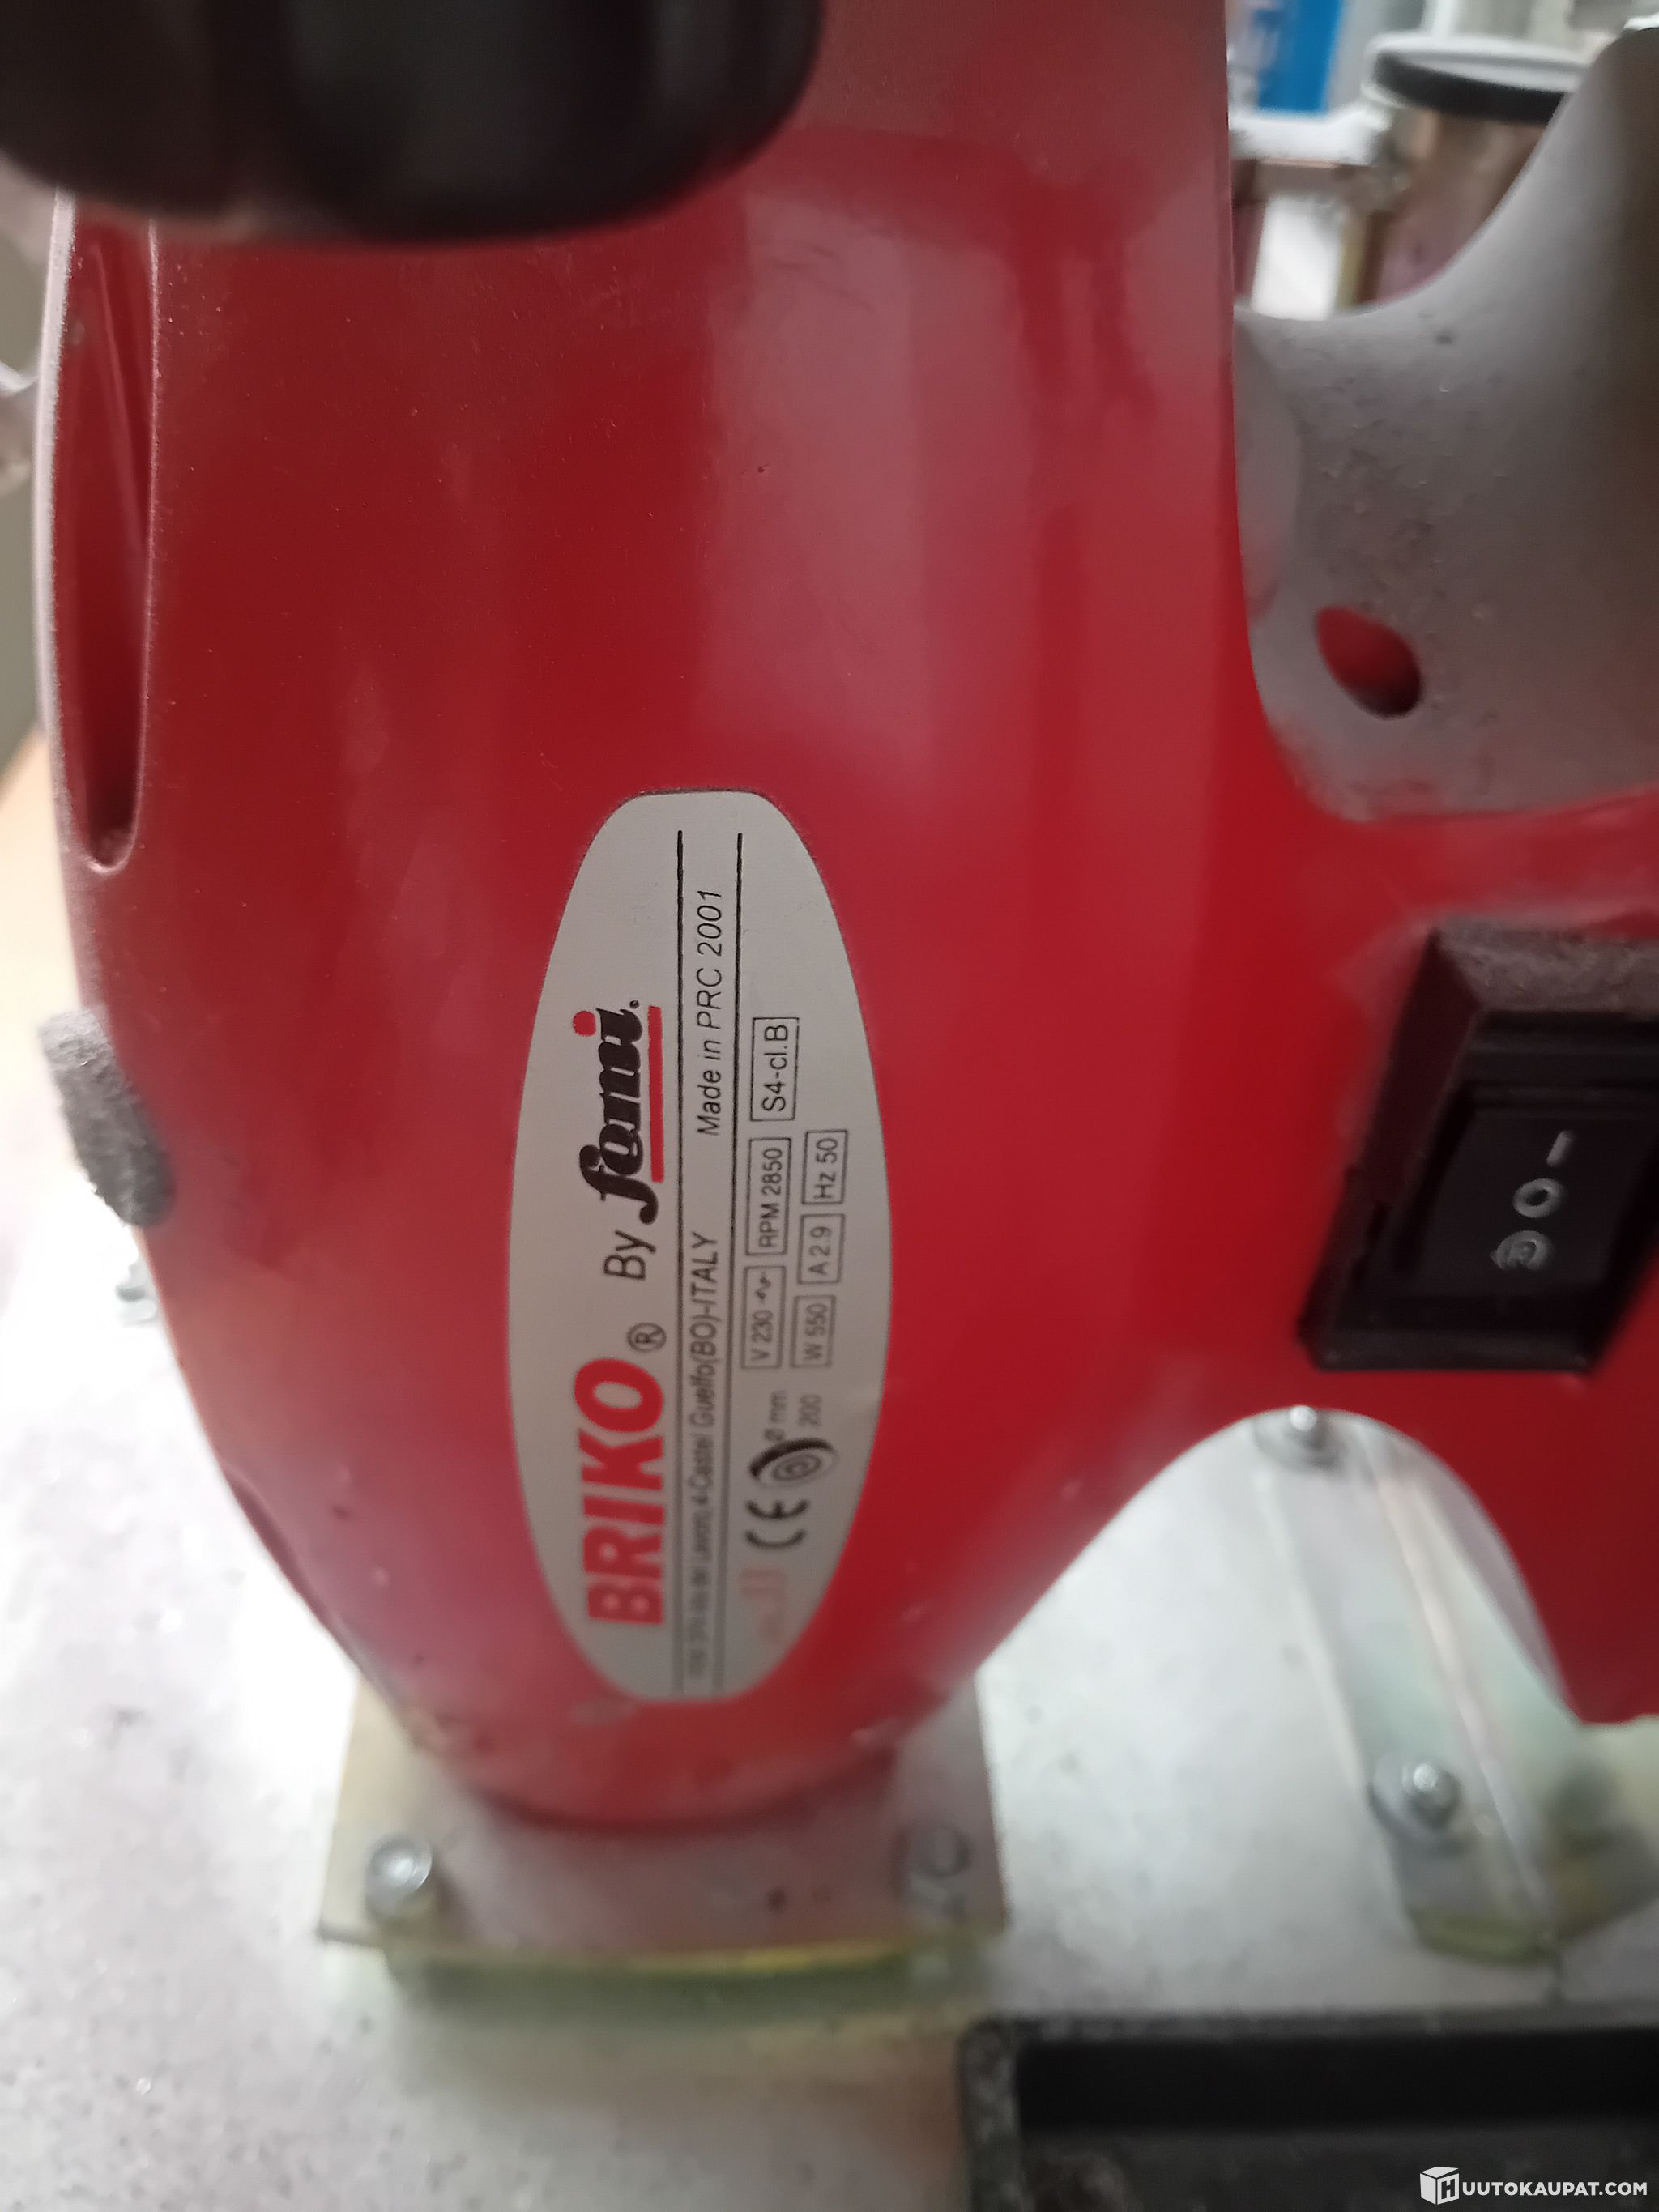 BRIKO® By femi.
Castel Guelfo(BO)-ITALY Made in PRC 2001
CE Ø mm 200
V 230 ∿ RPM 2850 S4-cl.B
W 550 A 2.9 Hz 50
I O
HUUTOKAUPAT.COM